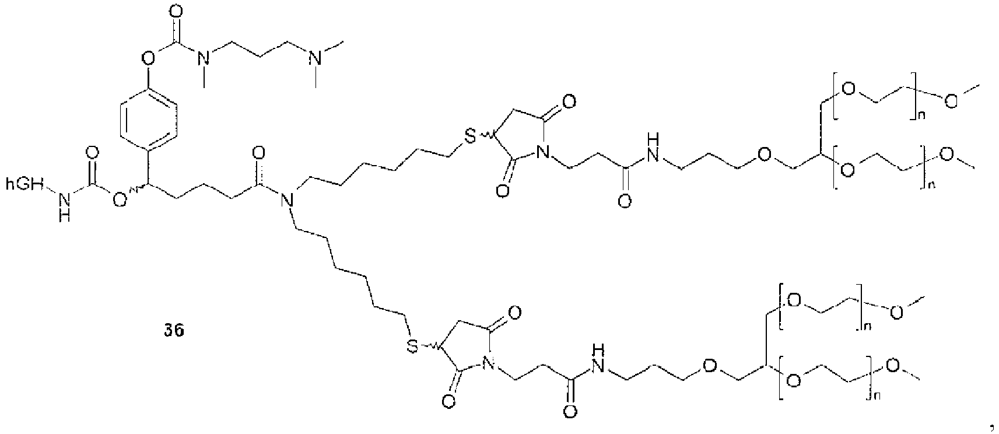 O
O N N
[ O ] n O
O
S N H N O
O O hGH N H O O N O O [ O ] n O
[ O ] n O
36 O
S N H N O
O O [ O ] n O
,